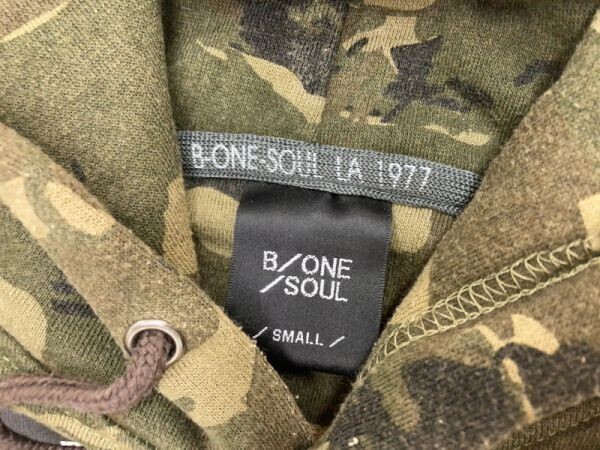 B-ONE-SOUL LA 1977
B/ONE
/SOUL
/ SMALL /